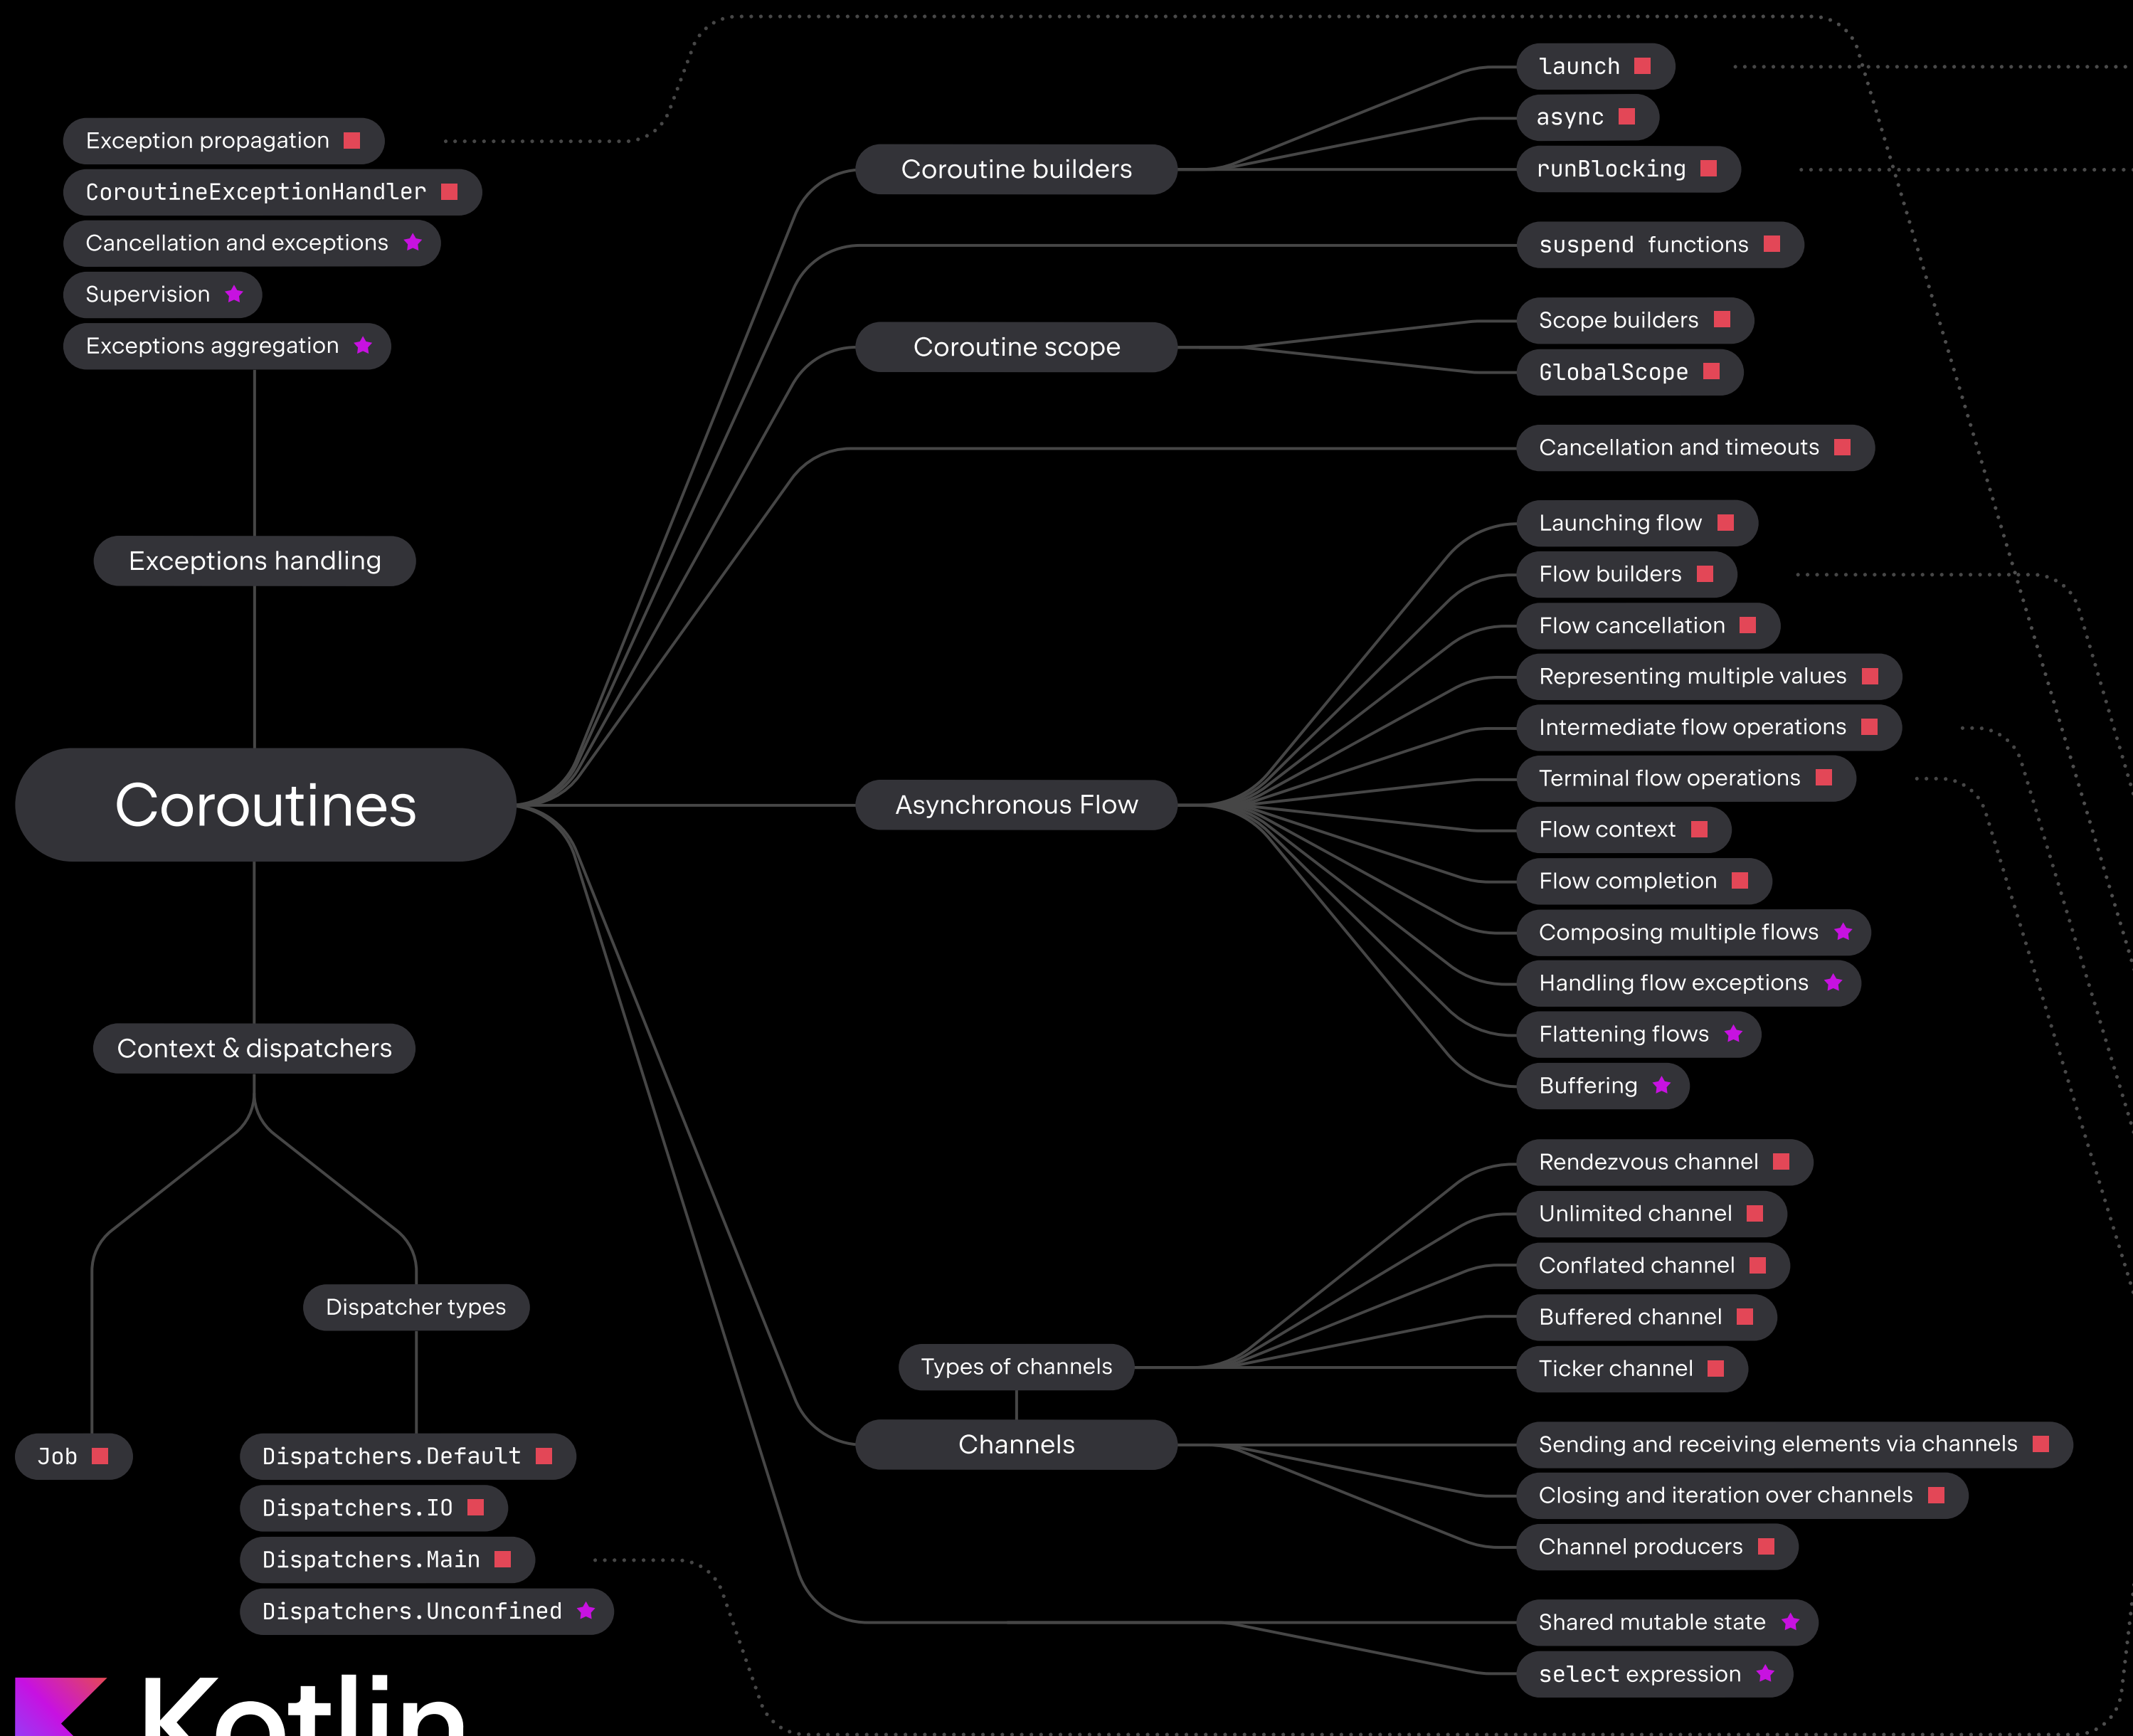 Exception propagation
CoroutineExceptionHandler
Cancellation and exceptions
Supervision
Exceptions aggregation
Exceptions handling
Coroutines
Context & dispatchers
Dispatcher types
Job
Dispatchers.Default
Dispatchers.IO
Dispatchers.Main
Dispatchers.Unconfined
Kotlin
Coroutine builders
launch
async
runBlocking
suspend functions
Coroutine scope
Scope builders
GlobalScope
Cancellation and timeouts
Asynchronous Flow
Launching flow
Flow builders
Flow cancellation
Representing multiple values
Intermediate flow operations
Terminal flow operations
Flow context
Flow completion
Composing multiple flows
Handling flow exceptions
Flattening flows
Buffering
Types of channels
Rendezvous channel
Unlimited channel
Conflated channel
Buffered channel
Ticker channel
Channels
Sending and receiving elements via channels
Closing and iteration over channels
Channel producers
Shared mutable state
select expression